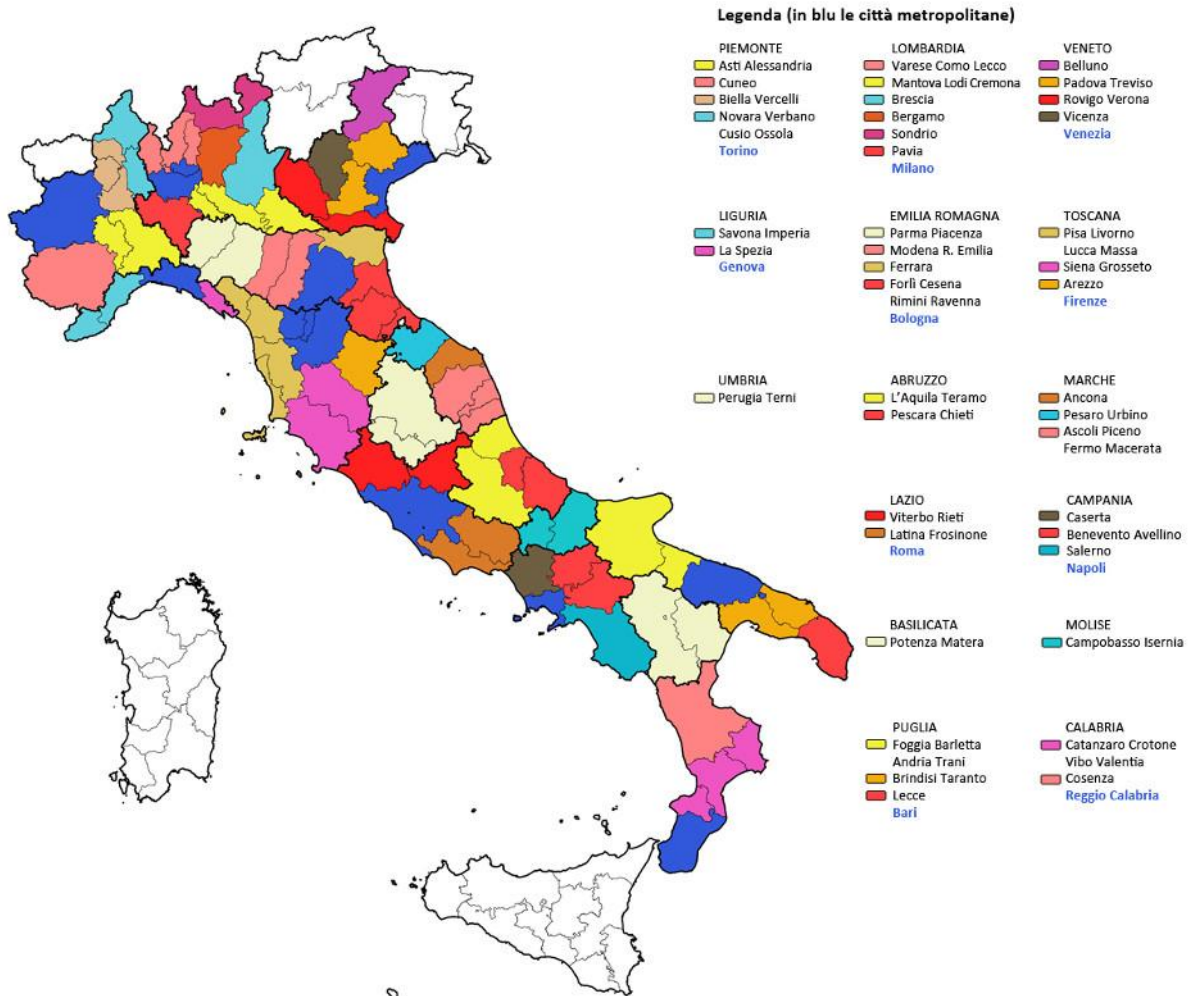 Legenda (in blu le città metropolitane)
PIEMONTE
Asti Alessandria
Cuneo
Biella Vercelli
Novara Verbano
Cusio Ossola
Torino
LOMBARDIA
Varese Como Lecco
Mantova Lodi Cremona
Brescia
Bergamo
Sondrio
Pavia
Milano
VENETO
Belluno
Padova Treviso
Rovigo Verona
Vicenza
Venezia
LIGURIA
Savona Imperia
La Spezia
Genova
EMILIA ROMAGNA
Parma Piacenza
Modena R. Emilia
Ferrara
Forlì Cesena
Rimini Ravenna
Bologna
TOSCANA
Pisa Livorno
Lucca Massa
Siena Grosseto
Arezzo
Firenze
UMBRIA
Perugia Terni
ABRUZZO
L'Aquila Teramo
Pescara Chieti
MARCHE
Ancona
Pesaro Urbino
Ascoli Piceno
Fermo Macerata
LAZIO
Viterbo Rieti
Latina Frosinone
Roma
CAMPANIA
Caserta
Benevento Avellino
Salerno
Napoli
BASILICATA
Potenza Matera
MOLISE
Campobasso Isernia
PUGLIA
Foggia Barletta
Andria Trani
Brindisi Taranto
Lecce
Bari
CALABRIA
Catanzaro Crotone
Vibo Valentia
Cosenza
Reggio Calabria